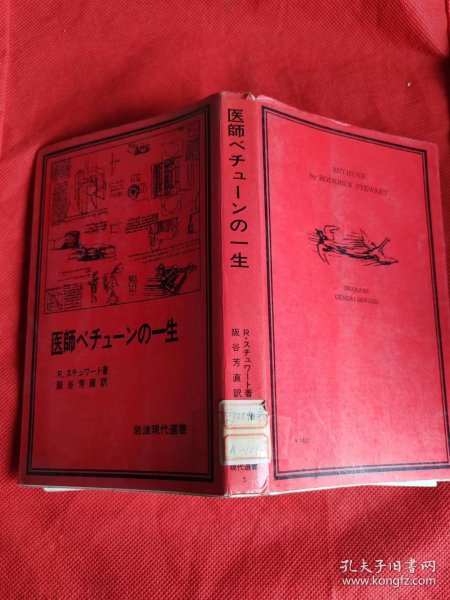 医師ベチューンの一生
R.スチュワート著
阪谷芳直訳
岩波現代選書
医師ベチューンの一生
R・スチュワート著
阪谷芳直訳
現代選書
5
BETHUNE
by RODERICK STEWART
IWANAMI
GENDAI SENSHO
¥1400
孔夫子旧书网
www.kongfz.com